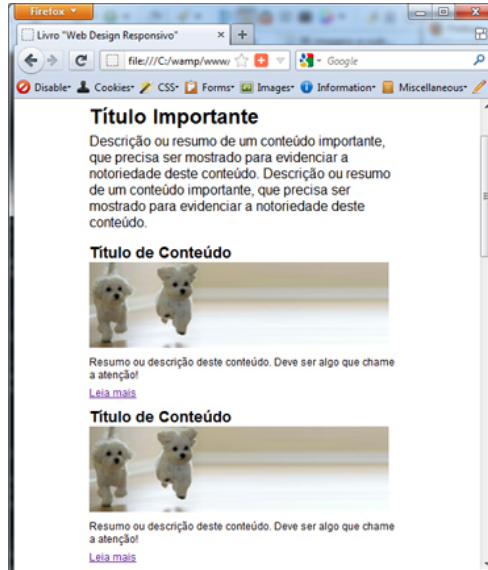 Firefox
Livro "Web Design Responsivo"
file:///C:/wamp/www/
Google
Disable
Cookies
CSS
Forms
Images
Information
Miscellaneous
Título Importante
Descrição ou resumo de um conteúdo importante,
que precisa ser mostrado para evidenciar a
notoriedade deste conteúdo. Descrição ou resumo
de um conteúdo importante, que precisa ser
mostrado para evidenciar a notoriedade deste
conteúdo.
Título de Conteúdo
Resumo ou descrição deste conteúdo. Deve ser algo que chame
a atenção!
Leia mais
Título de Conteúdo
Resumo ou descrição deste conteúdo. Deve ser algo que chame
a atenção!
Leia mais